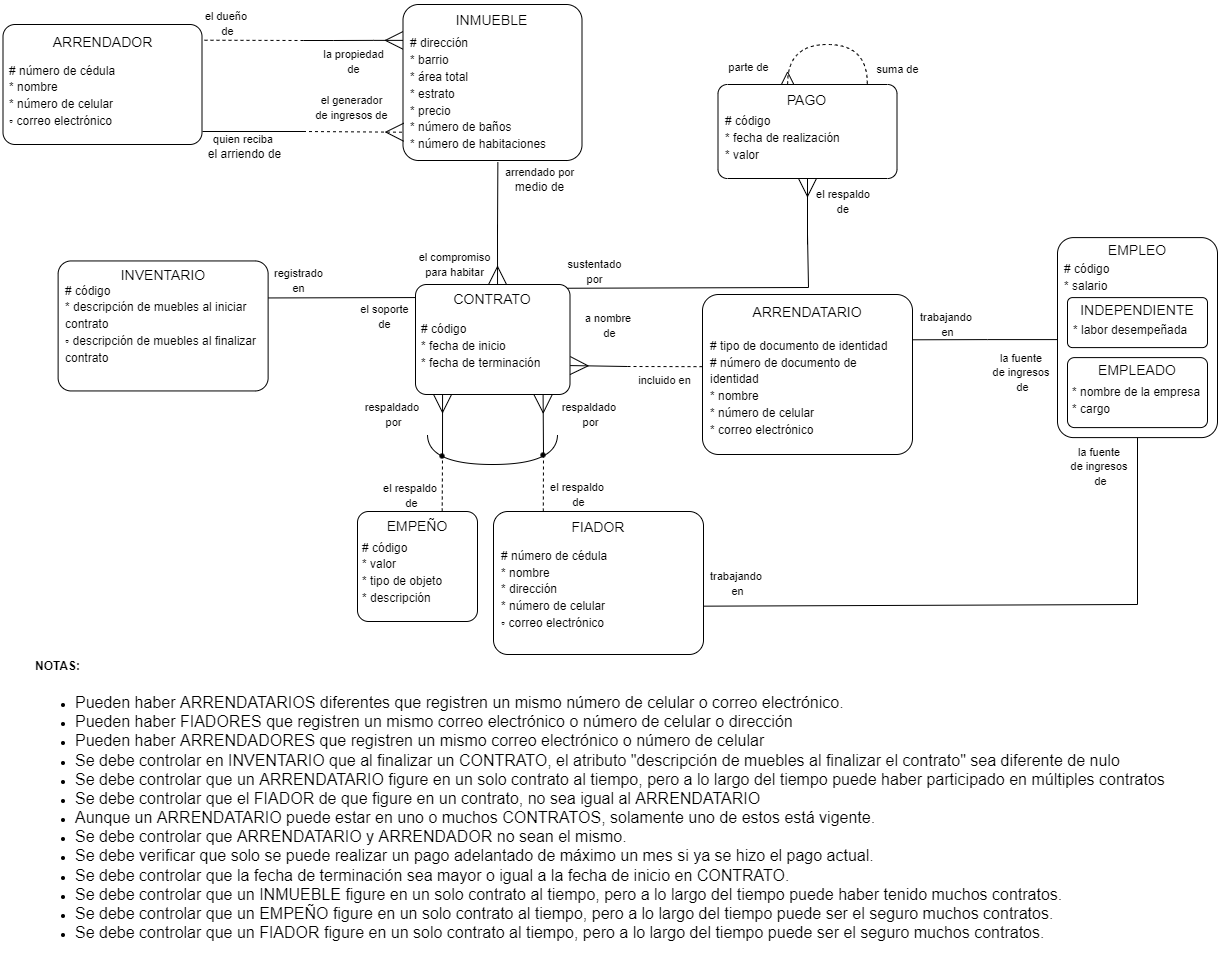 ARRENDADOR
# número de cédula
* nombre
* número de celular
∘ correo electrónico
el dueño
de
la propiedad
de
el generador
de ingresos de
quien reciba
el arriendo de
INMUEBLE
# dirección
* barrio
* área total
* estrato
* precio
* número de baños
* número de habitaciones
arrendado por
medio de
parte de
suma de
PAGO
# código
* fecha de realización
* valor
el respaldo
de
el compromiso
para habitar
sustentado
por
INVENTARIO
# código
* descripción de muebles al iniciar
contrato
∘ descripción de muebles al finalizar
contrato
registrado
en
el soporte
de
CONTRATO
# código
* fecha de inicio
* fecha de terminación
a nombre
de
incluido en
ARRENDATARIO
# tipo de documento de identidad
# número de documento de
identidad
* nombre
* número de celular
* correo electrónico
trabajando
en
la fuente
de ingresos
de
EMPLEO
# código
* salario
INDEPENDIENTE
* labor desempeñada
EMPLEADO
* nombre de la empresa
* cargo
la fuente
de ingresos
de
respaldado
por
respaldado
por
el respaldo
de
el respaldo
de
EMPEÑO
# código
* valor
* tipo de objeto
* descripción
FIADOR
# número de cédula
* nombre
* dirección
* número de celular
∘ correo electrónico
trabajando
en
NOTAS:
• Pueden haber ARRENDATARIOS diferentes que registren un mismo número de celular o correo electrónico.
• Pueden haber FIADORES que registren un mismo correo electrónico o número de celular o dirección
• Pueden haber ARRENDADORES que registren un mismo correo electrónico o número de celular
• Se debe controlar en INVENTARIO que al finalizar un CONTRATO, el atributo "descripción de muebles al finalizar el contrato" sea diferente de nulo
• Se debe controlar que un ARRENDATARIO figure en un solo contrato al tiempo, pero a lo largo del tiempo puede haber participado en múltiples contratos
• Se debe controlar que el FIADOR de que figure en un contrato, no sea igual al ARRENDATARIO
• Aunque un ARRENDATARIO puede estar en uno o muchos CONTRATOS, solamente uno de estos está vigente.
• Se debe controlar que ARRENDATARIO y ARRENDADOR no sean el mismo.
• Se debe verificar que solo se puede realizar un pago adelantado de máximo un mes si ya se hizo el pago actual.
• Se debe controlar que la fecha de terminación sea mayor o igual a la fecha de inicio en CONTRATO.
• Se debe controlar que un INMUEBLE figure en un solo contrato al tiempo, pero a lo largo del tiempo puede haber tenido muchos contratos.
• Se debe controlar que un EMPEÑO figure en un solo contrato al tiempo, pero a lo largo del tiempo puede ser el seguro muchos contratos.
• Se debe controlar que un FIADOR figure en un solo contrato al tiempo, pero a lo largo del tiempo puede ser el seguro muchos contratos.